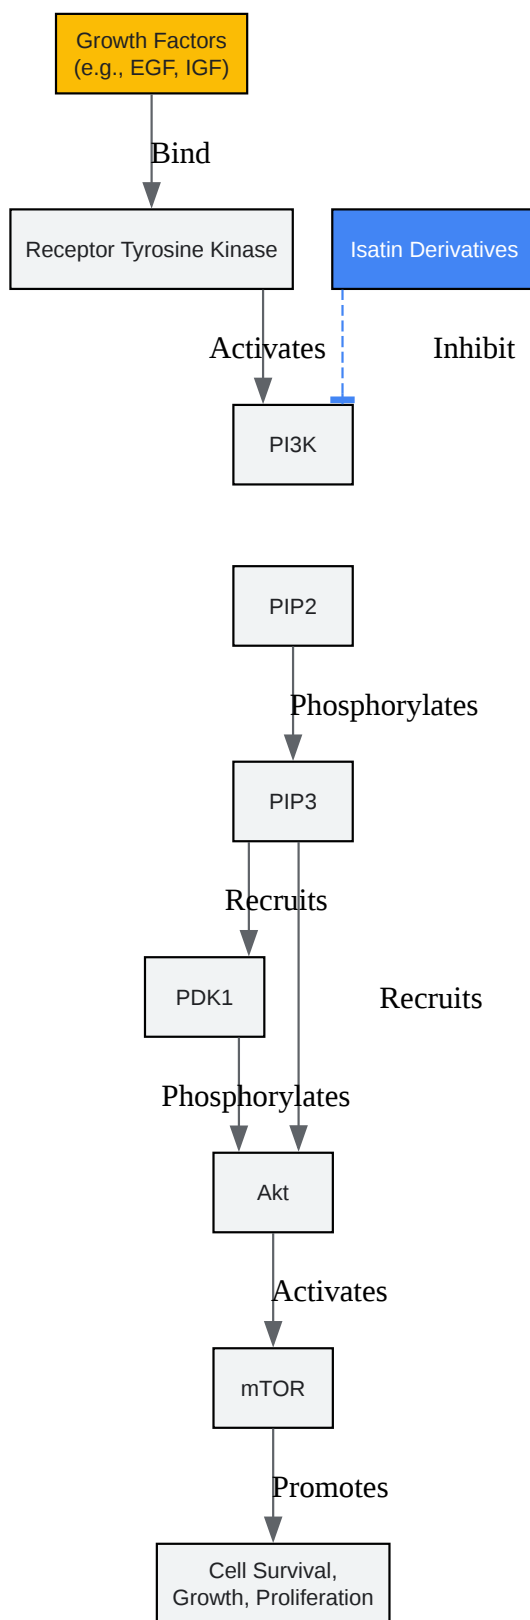 Growth Factors
(e.g., EGF, IGF)
Bind
Receptor Tyrosine Kinase
Isatin Derivatives
Activates
Inhibit
PI3K
PIP2
Phosphorylates
PIP3
Recruits
PDK1
Recruits
Phosphorylates
Akt
Activates
mTOR
Promotes
Cell Survival,
Growth, Proliferation